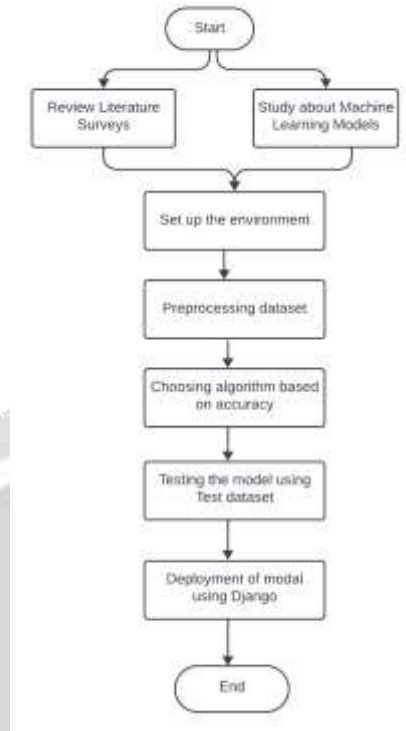 Start
Review Literature
Surveys
Study about Machine
Learning Models
Set up the environment
Preprocessing dataset
Choosing algorithm based
on accuracy
Testing the model using
Test dataset
Deployment of modal
using Django
End